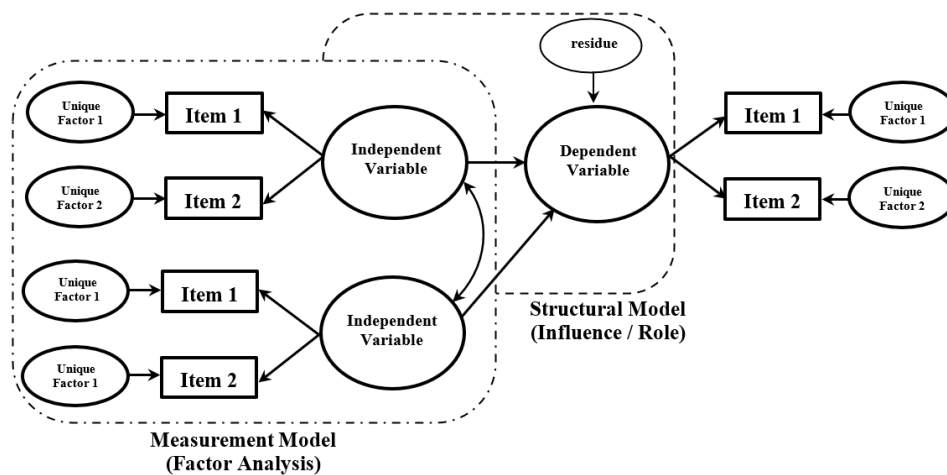 residue
Unique
Factor 1
Item 1
Independent
Variable
Dependent
Variable
Item 1
Unique
Factor 1
Unique
Factor 2
Item 2
Item 2
Unique
Factor 2
Unique
Factor 1
Item 1
Independent
Variable
Structural Model
(Influence / Role)
Unique
Factor 1
Item 2
Measurement Model
(Factor Analysis)